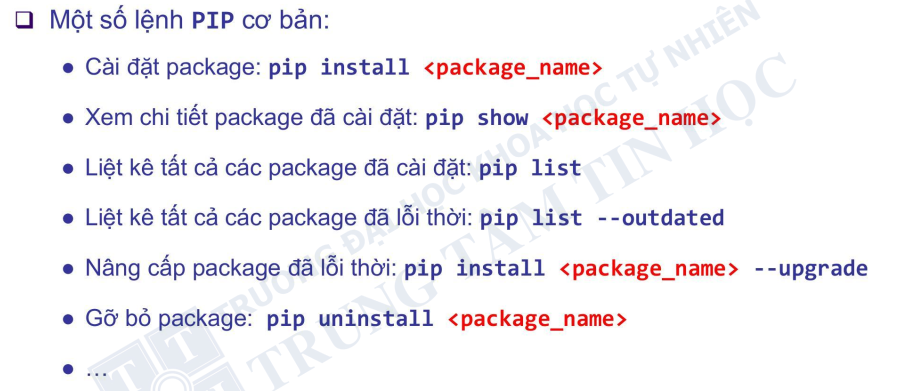 Một số lệnh PIP cơ bản:
Cài đặt package: pip install <package_name>
Xem chi tiết package đã cài đặt: pip show <package_name>
Liệt kê tất cả các package đã cài đặt: pip list
Liệt kê tất cả các package đã lỗi thời: pip list --outdated
Nâng cấp package đã lỗi thời: pip install <package_name> --upgrade
Gỡ bỏ package: pip uninstall <package_name>
...
TRƯỜNG ĐẠI HỌC KHOA HỌC TỰ NHIÊN
TRUNG TÂM TIN HỌC